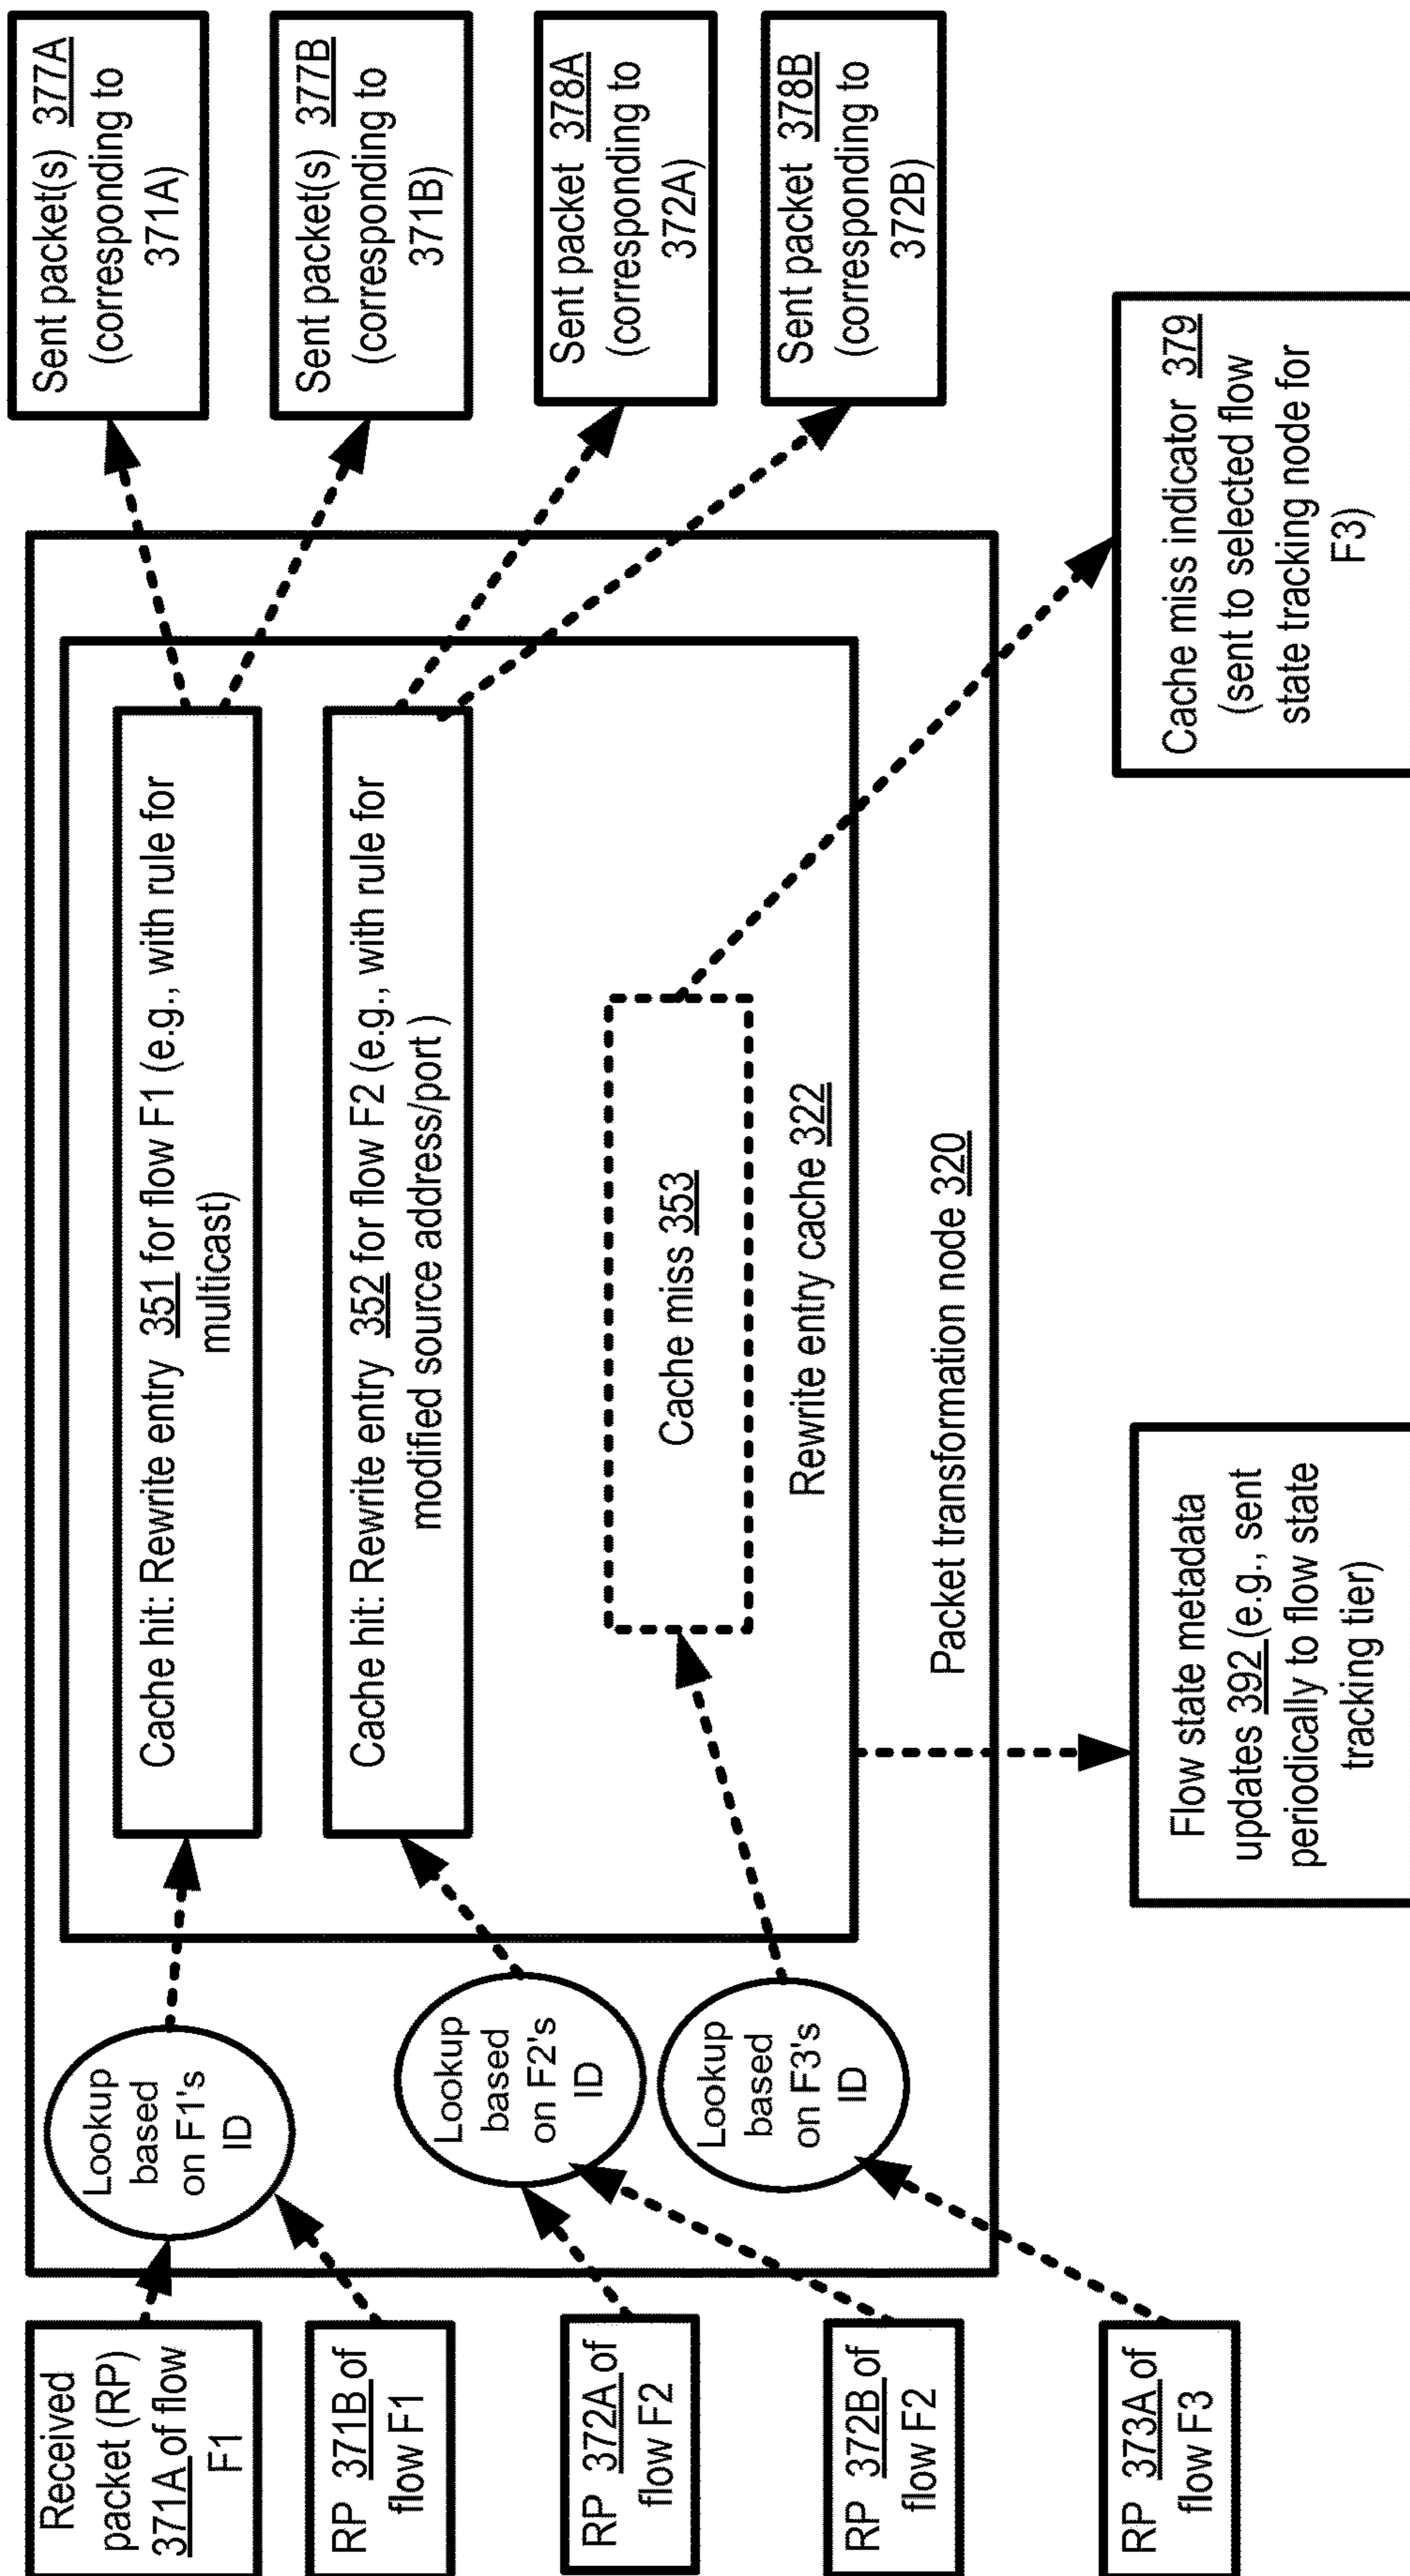 Received
packet (RP)
371A of flow
F1
RP 371B of
flow F1
RP 372A of
flow F2
RP 372B of
flow F2
RP 373A of
flow F3
Lookup
based
on F1's
ID
Lookup
based
on F2's
ID
Lookup
based
on F3's
ID
Cache hit: Rewrite entry 351 for flow F1 (e.g., with rule for
multicast)
Cache hit: Rewrite entry 352 for flow F2 (e.g., with rule for
modified source address/port )
Cache miss 353
Rewrite entry cache 322
Packet transformation node 320
Sent packet(s) 377A
(corresponding to
371A)
Sent packet(s) 377B
(corresponding to
371B)
Sent packet 378A
(corresponding to
372A)
Sent packet 378B
(corresponding to
372B)
Flow state metadata
updates 392 (e.g., sent
periodically to flow state
tracking tier)
Cache miss indicator 379
(sent to selected flow
state tracking node for
F3)